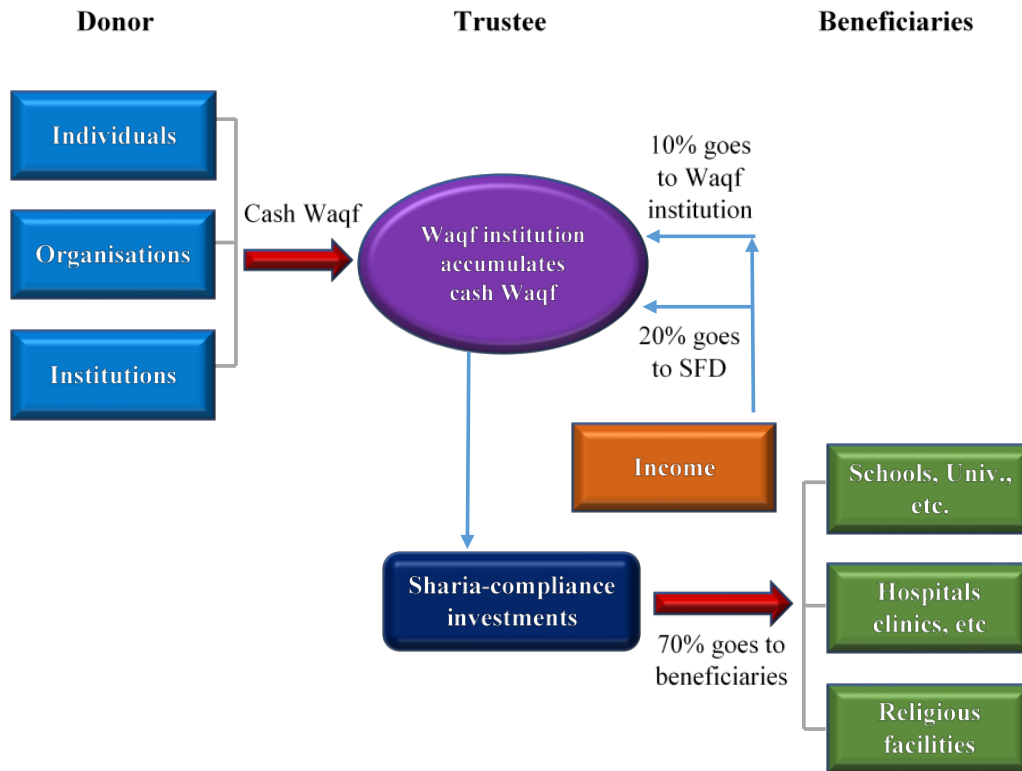 Donor
Trustee
Beneficiaries
Individuals
Organisations
Institutions
Cash Waqf
Waqf institution
accumulates
cash Waqf
10% goes
to Waqf
institution
20% goes
to SFD
Income
Sharia-compliance
investments
70% goes to
beneficiaries
Schools, Univ.,
etc.
Hospitals
clinics, etc
Religious
facilities